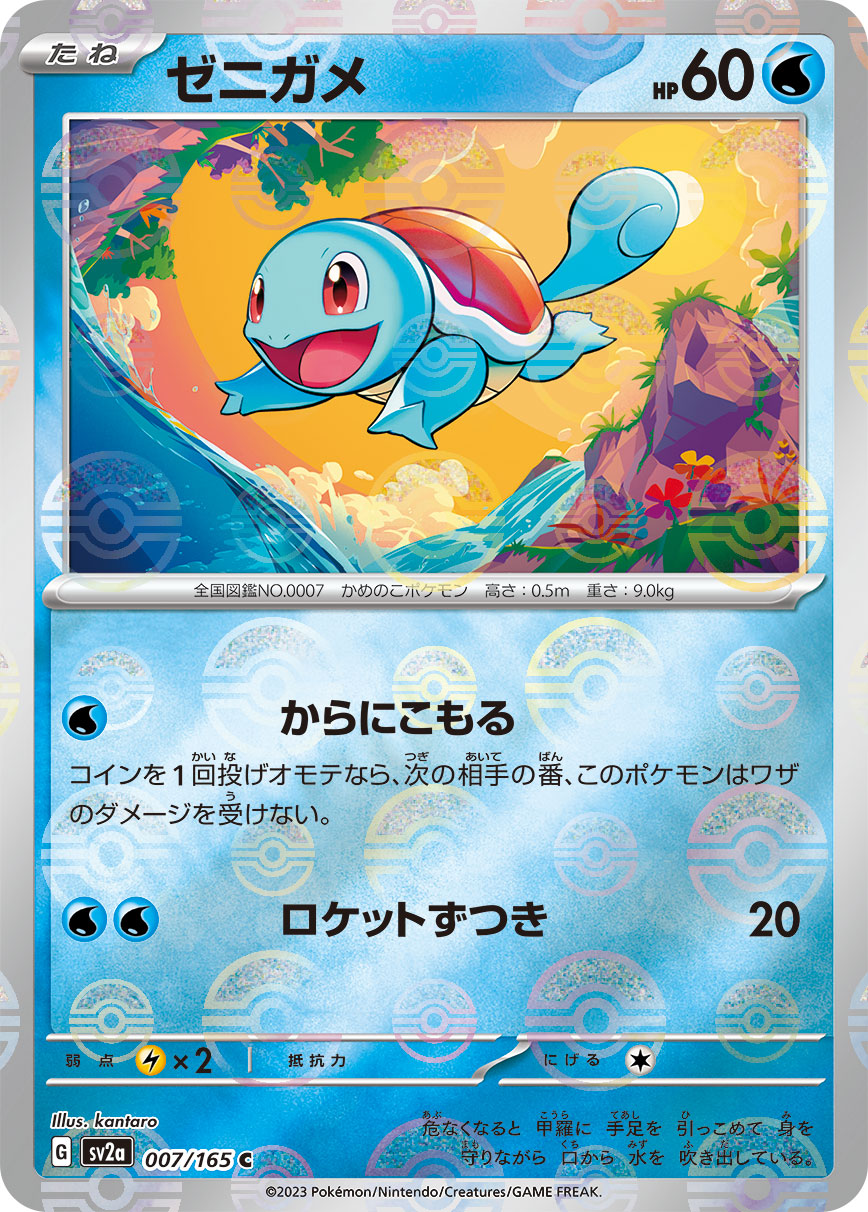 たね ゼニガメ HP60
全国図鑑NO.0007 かめのこポケモン 高さ:0.5m 重さ:9.0kg
からにこもる
コインを1回投げオモテなら、次の相手の番、このポケモンはワザ
のダメージを受けない。
ロケットずつき 20
弱点 ×2 抵抗力 にげる
Illus. kantaro
G sv2a 007/165 C
危なくなると 甲羅に 手足を 引っこめて 身を
守りながら 口から 水を 吹き出している。
©2023 Pokémon/Nintendo/Creatures/GAME FREAK.